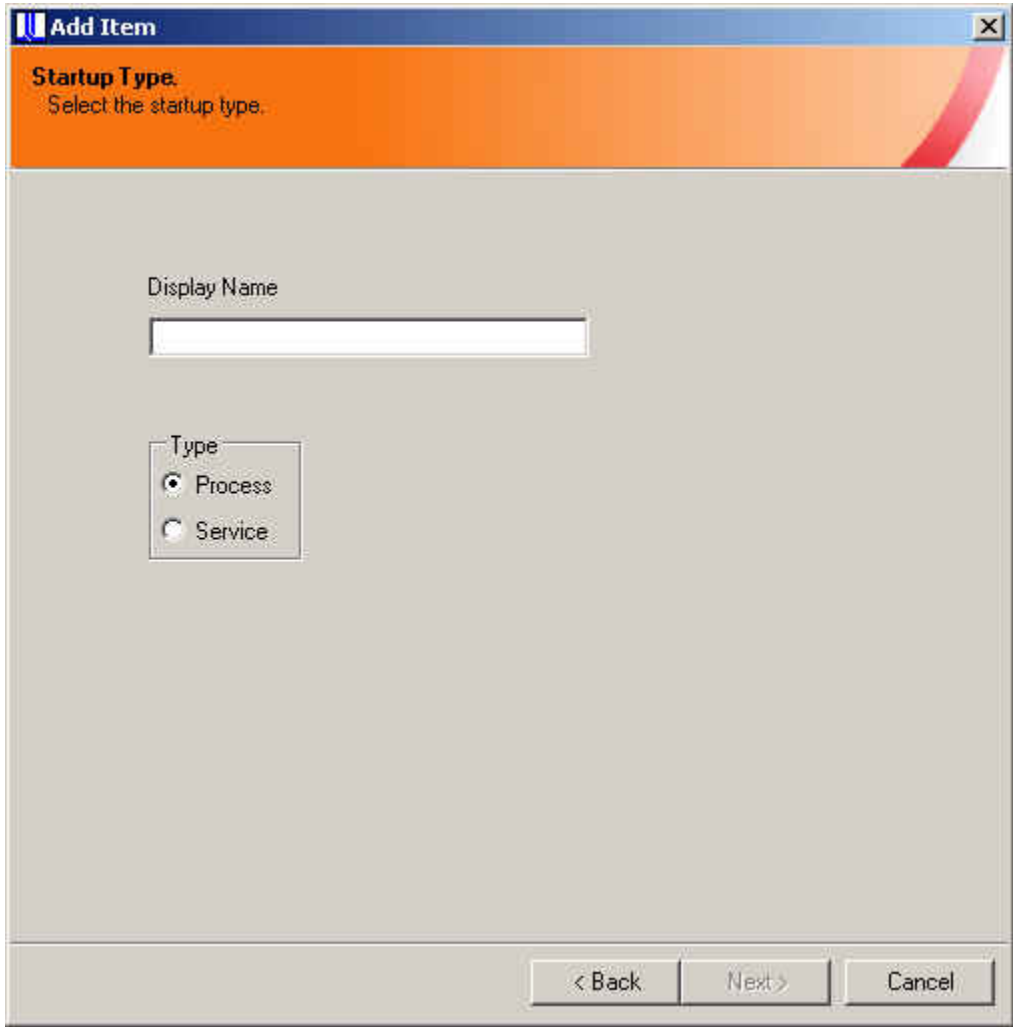 Add Item
Startup Type.
Select the startup type.
Display Name
Type
Process
Service
< Back
Next >
Cancel